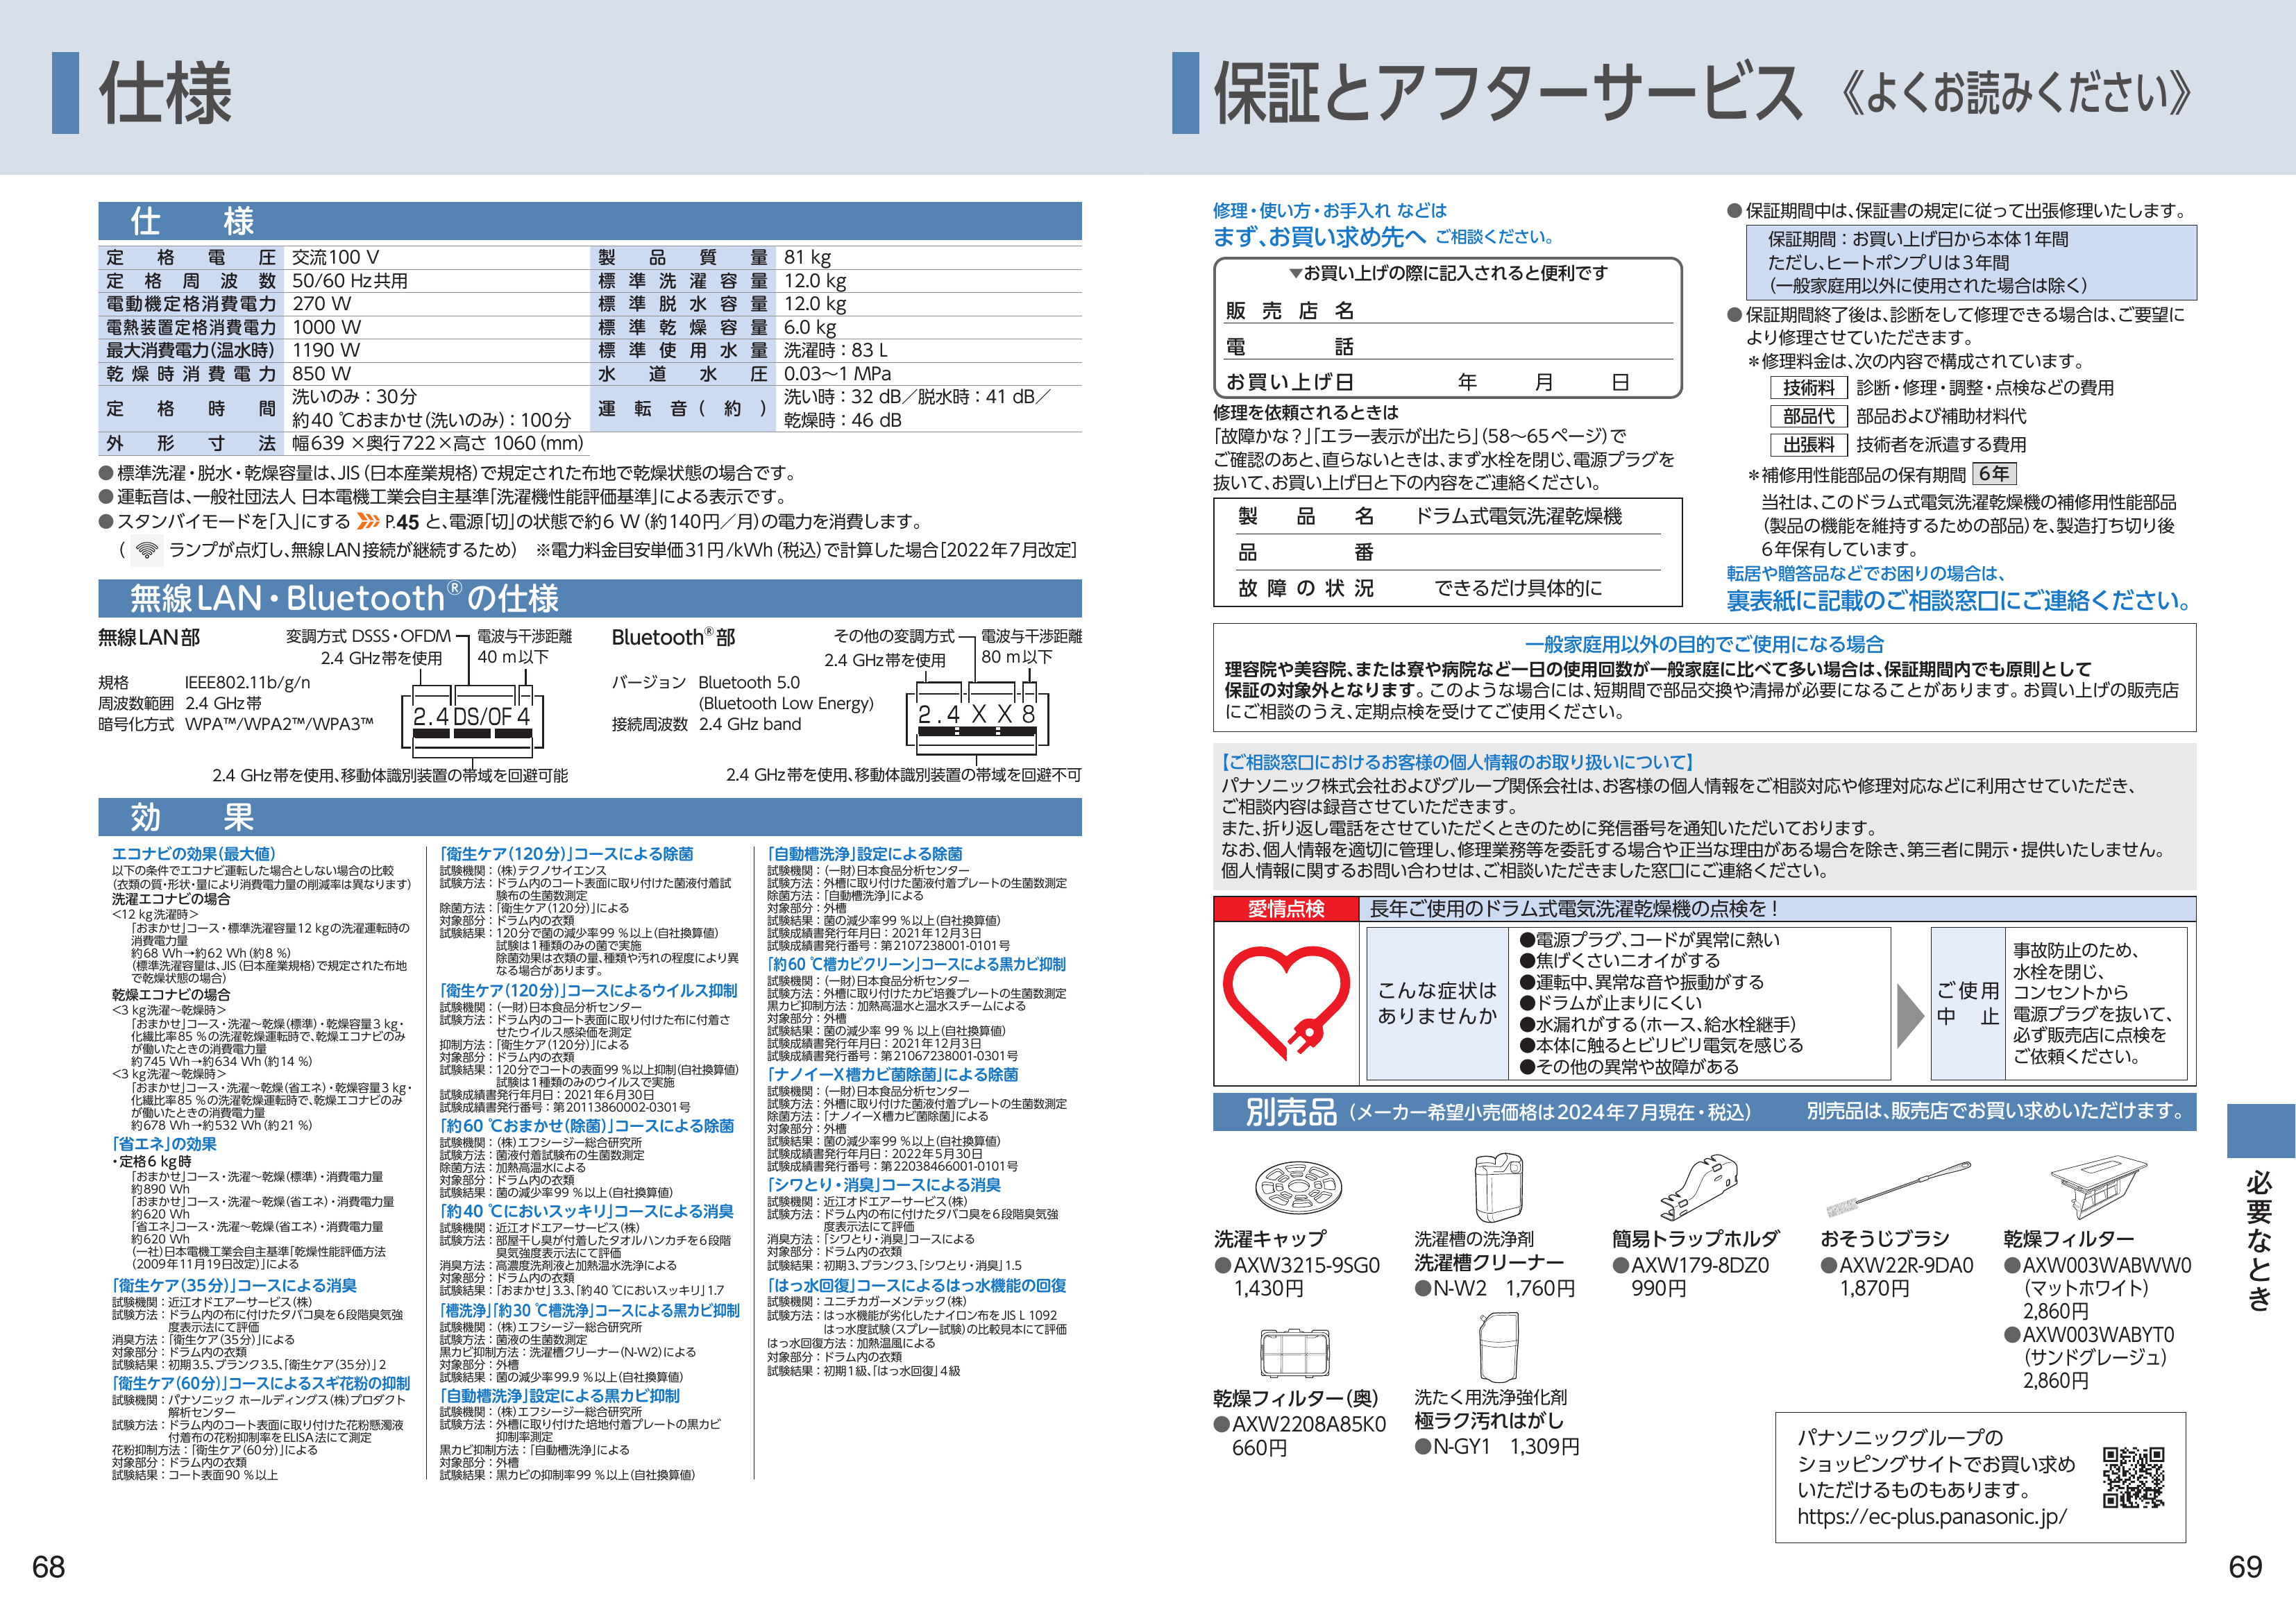 仕様
仕 様
定格電圧 交流100 V
定格周波数 50/60 Hz共用
電動機定格消費電力 270 W
電熱装置定格消費電力 1000 W
最大消費電力(温水時) 1190 W
乾燥時消費電力 850 W
定格時間 洗いのみ：30分
約40 ℃おまかせ(洗いのみ)：100分
外形寸法 幅639 ×奥行722×高さ 1060 (mm)
製品質量 81 kg
標準洗濯容量 12.0 kg
標準脱水容量 12.0 kg
標準乾燥容量 6.0 kg
標準使用水量 洗濯時：83 L
水道水圧 0.03〜1 MPa
運転音(約) 洗い時：32 dB／脱水時：41 dB／
乾燥時：46 dB
●標準洗濯・脱水・乾燥容量は、JIS (日本産業規格)で規定された布地で乾燥状態の場合です。
●運転音は、一般社団法人 日本電機工業会自主基準「洗濯機性能評価基準」による表示です。
●スタンバイモードを「入」にする P.45 と、電源「切」の状態で約6 W (約140円／月)の電力を消費します。
( ランプが点灯し、無線LAN接続が継続するため) ※電力料金目安単価31円/kWh (税込)で計算した場合[2022年7月改定]
無線LAN・Bluetooth®の仕様
無線LAN部
変調方式 DSSS・OFDM
電波与干渉距離
2.4 GHz帯を使用
40 m以下
規格 IEEE802.11b/g/n
周波数範囲 2.4 GHz帯
暗号化方式 WPA™/WPA2™/WPA3™
2.4 DS/OF 4
2.4 GHz帯を使用、移動体識別装置の帯域を回避可能
Bluetooth®部
その他の変調方式
電波与干渉距離
2.4 GHz帯を使用
80 m以下
バージョン Bluetooth 5.0
(Bluetooth Low Energy)
接続周波数 2.4 GHz band
2.4 X X 8
2.4 GHz帯を使用、移動体識別装置の帯域を回避不可
効 果
エコナビの効果(最大値)
以下の条件でエコナビ運転した場合としない場合の比較
(衣類の質・形状・量により消費電力量の削減率は異なります)
洗濯エコナビの場合
<12 kg洗濯時>
「おまかせ」コース・標準洗濯容量12 kgの洗濯運転時の
消費電力量
約68 Wh→約62 Wh (約8 %)
(標準洗濯容量は、JIS (日本産業規格)で規定された布地
で乾燥状態の場合)
乾燥エコナビの場合
<3 kg洗濯〜乾燥時>
「おまかせ」コース・洗濯〜乾燥(標準)・乾燥容量3 kg・
化繊比率85 %の洗濯乾燥運転時で、乾燥エコナビのみ
が働いたときの消費電力量
約745 Wh→約634 Wh (約14 %)
<3 kg洗濯〜乾燥時>
「おまかせ」コース・洗濯〜乾燥(省エネ)・乾燥容量3 kg・
化繊比率85 %の洗濯乾燥運転時で、乾燥エコナビのみ
が働いたときの消費電力量
約678 Wh→約532 Wh (約21 %)
「省エネ」の効果
・定格6 kg時
「おまかせ」コース・洗濯〜乾燥(標準)・消費電力量
約890 Wh
「おまかせ」コース・洗濯〜乾燥(省エネ)・消費電力量
約620 Wh
「省エネ」コース・洗濯〜乾燥(省エネ)・消費電力量
約620 Wh
(一社)日本電機工業会自主基準「乾燥性能評価方法
(2009年11月19日改定)」による
「衛生ケア(35分)」コースによる消臭
試験機関：近江オドエアーサービス(株)
試験方法：ドラム内の布に付けたタバコ臭を6段階臭気強
度表示法にて評価
消臭方法：「衛生ケア(35分)」による
対象部分：ドラム内の衣類
試験結果：初期3.5、ブランク3.5、「衛生ケア(35分)」2
「衛生ケア(60分)」コースによるスギ花粉の抑制
試験機関：パナソニック ホールディングス(株)プロダクト
解析センター
試験方法：ドラム内のコート表面に取り付けた花粉懸濁液
付着布の花粉抑制率をELISA法にて測定
花粉抑制方法：「衛生ケア(60分)」による
対象部分：ドラム内の衣類
試験結果：コート表面90 %以上
「衛生ケア(120分)」コースによる除菌
試験機関：(株)テクノサイエンス
試験方法：ドラム内のコート表面に取り付けた菌液付着試
験布の生菌数測定
除菌方法：「衛生ケア(120分)」による
対象部分：ドラム内の衣類
試験結果：120分で菌の減少率99 %以上(自社換算値)
試験は1種類のみの菌で実施
除菌効果は衣類の量、種類や汚れの程度により異
なる場合があります。
「衛生ケア(120分)」コースによるウイルス抑制
試験機関：(一財)日本食品分析センター
試験方法：ドラム内のコート表面に取り付けた布に付着さ
せたウイルス感染価を測定
抑制方法：「衛生ケア(120分)」による
対象部分：ドラム内の衣類
試験結果：120分でコートの表面99 %以上抑制(自社換算値)
試験は1種類のみのウイルスで実施
試験成績書発行年月日：2021年6月30日
試験成績書発行番号：第20113860002-0301号
「約60 ℃おまかせ(除菌)」コースによる除菌
試験機関：(株)エフシージー総合研究所
試験方法：菌液付着試験布の生菌数測定
除菌方法：加熱高温水による
対象部分：ドラム内の衣類
試験結果：菌の減少率99 %以上(自社換算値)
「約40 ℃においスッキリ」コースによる消臭
試験機関：近江オドエアーサービス(株)
試験方法：部屋干し臭が付着したタオルハンカチを6段階
臭気強度表示法にて評価
消臭方法：高濃度洗剤液と加熱温水洗浄による
対象部分：ドラム内の衣類
試験結果：「おまかせ」3.3、「約40 ℃においスッキリ」1.7
「槽洗浄」「約30 ℃槽洗浄」コースによる黒カビ抑制
試験機関：(株)エフシージー総合研究所
試験方法：菌液の生菌数測定
黒カビ抑制方法：洗濯槽クリーナー(N-W2)による
対象部分：外槽
試験結果：菌の減少率99.9 %以上(自社換算値)
「自動槽洗浄」設定による黒カビ抑制
試験機関：(株)エフシージー総合研究所
試験方法：外槽に取り付けた培地付着プレートの黒カビ
抑制率測定
黒カビ抑制方法：「自動槽洗浄」による
対象部分：外槽
試験結果：黒カビの抑制率99 %以上(自社換算値)
「自動槽洗浄」設定による除菌
試験機関：(一財)日本食品分析センター
試験方法：外槽に取り付けた菌液付着プレートの生菌数測定
除菌方法：「自動槽洗浄」による
対象部分：外槽
試験結果：菌の減少率99 %以上(自社換算値)
試験成績書発行年月日：2021年12月3日
試験成績書発行番号：第2107238001-0101号
「約60 ℃槽カビクリーン」コースによる黒カビ抑制
試験機関：(一財)日本食品分析センター
試験方法：外槽に取り付けたカビ培養プレートの生菌数測定
黒カビ抑制方法：加熱高温水と温水スチームによる
対象部分：外槽
試験結果：菌の減少率 99 % 以上(自社換算値)
試験成績書発行年月日：2021年12月3日
試験成績書発行番号：第21067238001-0301号
「ナノイーX槽カビ菌除菌」による除菌
試験機関：(一財)日本食品分析センター
試験方法：外槽に取り付けた菌液付着プレートの生菌数測定
除菌方法：「ナノイーX槽カビ菌除菌」による
対象部分：外槽
試験結果：菌の減少率99 %以上(自社換算値)
試験成績書発行年月日：2022年5月30日
試験成績書発行番号：第22038466001-0101号
「シワとり・消臭」コースによる消臭
試験機関：近江オドエアーサービス(株)
試験方法：ドラム内の布に付けたタバコ臭を6段階臭気強
度表示法にて評価
消臭方法：「シワとり・消臭」コースによる
対象部分：ドラム内の衣類
試験結果：初期3、ブランク3、「シワとり・消臭」1.5
「はっ水回復」コースによるはっ水機能の回復
試験機関：ユニチカガーメンテック(株)
試験方法：はっ水機能が劣化したナイロン布をJIS L 1092
はっ水度試験(スプレー試験)の比較見本にて評価
はっ水回復方法：加熱温風による
対象部分：ドラム内の衣類
試験結果：初期1級、「はっ水回復」4級
68
保証とアフターサービス 《よくお読みください》
修理・使い方・お手入れ などは
まず、お買い求め先へ ご相談ください。
▼お買い上げの際に記入されると便利です
販売店名
電話
お買い上げ日 年 月 日
修理を依頼されるときは
「故障かな？」「エラー表示が出たら」(58〜65ページ)で
ご確認のあと、直らないときは、まず水栓を閉じ、電源プラグを
抜いて、お買い上げ日と下の内容をご連絡ください。
製品名 ドラム式電気洗濯乾燥機
品番
故障の状況 できるだけ具体的に
●保証期間中は、保証書の規定に従って出張修理いたします。
保証期間：お買い上げ日から本体1年間
ただし、ヒートポンプUは3年間
(一般家庭用以外に使用された場合は除く)
●保証期間終了後は、診断をして修理できる場合は、ご要望に
より修理させていただきます。
＊修理料金は、次の内容で構成されています。
技術料 診断・修理・調整・点検などの費用
部品代 部品および補助材料代
出張料 技術者を派遣する費用
＊補修用性能部品の保有期間 6年
当社は、このドラム式電気洗濯乾燥機の補修用性能部品
(製品の機能を維持するための部品)を、製造打ち切り後
6年保有しています。
転居や贈答品などでお困りの場合は、
裏表紙に記載のご相談窓口にご連絡ください。
一般家庭用以外の目的でご使用になる場合
理容院や美容院、または寮や病院など一日の使用回数が一般家庭に比べて多い場合は、保証期間内でも原則として
保証の対象外となります。このような場合には、短期間で部品交換や清掃が必要になることがあります。お買い上げの販売店
にご相談のうえ、定期点検を受けてご使用ください。
【ご相談窓口におけるお客様の個人情報のお取り扱いについて】
パナソニック株式会社およびグループ関係会社は、お客様の個人情報をご相談対応や修理対応などに利用させていただき、
ご相談内容は録音させていただきます。
また、折り返し電話をさせていただくときのために発信番号を通知いただいております。
なお、個人情報を適切に管理し、修理業務等を委託する場合や正当な理由がある場合を除き、第三者に開示・提供いたしません。
個人情報に関するお問い合わせは、ご相談いただきました窓口にご連絡ください。
愛情点検 長年ご使用のドラム式電気洗濯乾燥機の点検を！
こんな症状は
ありませんか
●電源プラグ、コードが異常に熱い
●焦げくさいニオイがする
●運転中、異常な音や振動がする
●ドラムが止まりにくい
●水漏れがする(ホース、給水栓継手)
●本体に触るとビリビリ電気を感じる
●その他の異常や故障がある
ご使用
中 止
事故防止のため、
水栓を閉じ、
コンセントから
電源プラグを抜いて、
必ず販売店に点検を
ご依頼ください。
別売品 (メーカー希望小売価格は2024年7月現在・税込) 別売品は、販売店でお買い求めいただけます。
洗濯キャップ
●AXW3215-9SG0
1,430円
洗濯槽の洗浄剤
洗濯槽クリーナー
●N-W2 1,760円
簡易トラップホルダ
●AXW179-8DZ0
990円
おそうじブラシ
●AXW22R-9DA0
1,870円
乾燥フィルター
●AXW003WABWW0
(マットホワイト)
2,860円
●AXW003WABYT0
(サンドグレージュ)
2,860円
乾燥フィルター(奥)
●AXW2208A85K0
660円
洗たく用洗浄強化剤
極ラク汚れはがし
●N-GY1 1,309円
パナソニックグループの
ショッピングサイトでお買い求め
いただけるものもあります。
https://ec-plus.panasonic.jp/
必要なとき
69